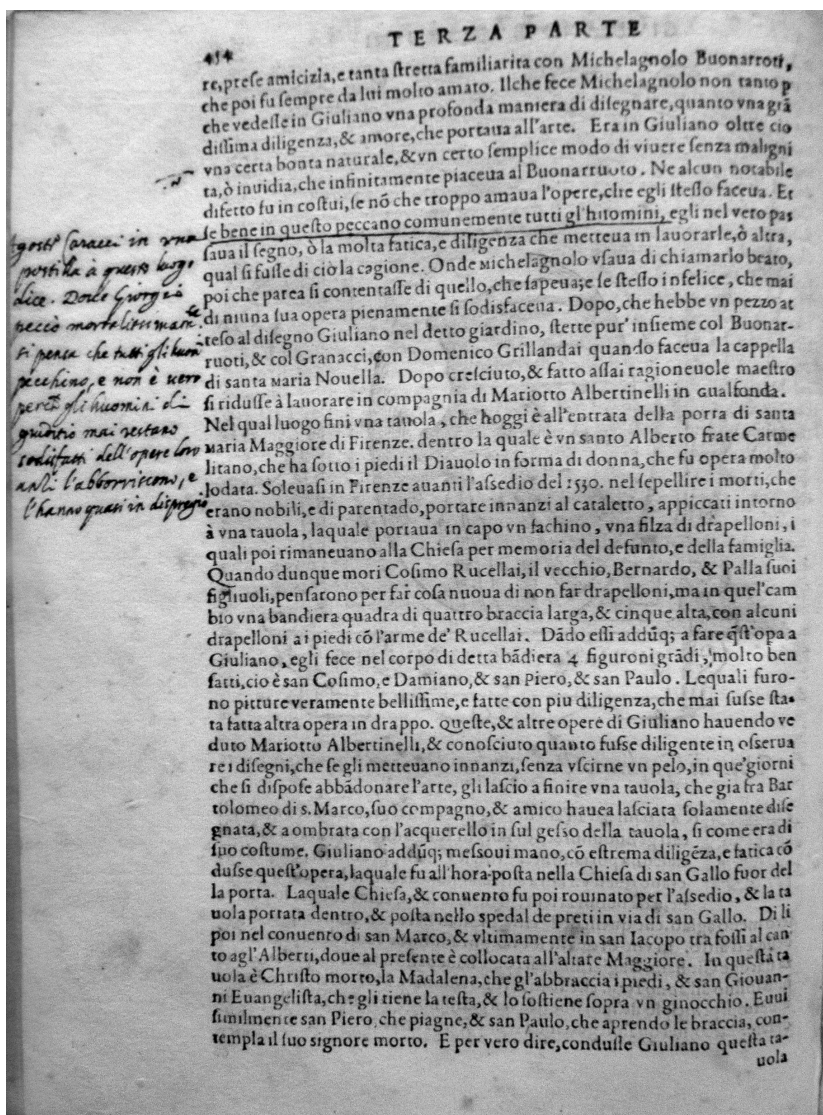 TERZA PARTE
454
re, prese amicizia, e tanta ſtretta familiarita con Michelagnolo Buonarroti,
che poi fu ſempre da lui molto amato. Ilche fece Michelagnolo non tanto p
che vedeſſe in Giuliano vna profonda maniera di diſegnare, quanto vna grã
diſſima diligenza, & amore, che portaua all'arte. Era in Giuliano oltre cio
vna certa bonta naturale, & vn certo ſemplice modo di viuere ſenza maligni
ta, ò inuidia, che infinitamente piaceua al Buonarruoto. Ne alcun notabile
difetto fu in coſtui, ſe nõ che troppo amaua l'opere, che egli ſteſſo faceua. Et
ſe bene in queſto peccano comunemente tutti gl'huomini, egli nel vero pas
ſaua il ſegno, ò la molta fatica, e diligenza che metteua in lauorarle, ò altra,
qual ſi fuſſe di ciò la cagione. Onde Michelagnolo vſaua di chiamarlo beato,
poi che parea ſi contentaſſe di quello, che ſapeua; e ſe ſteſſo infelice, che mai
di niuna ſua opera pienamente ſi ſodisfaceua. Dopo, che hebbe vn pezzo at
teſo al diſegno Giuliano nel detto giardino, ſtette pur' inſieme col Buonar-
ruoti, & col Granacci, con Domenico Grillandai quando faceua la cappella
di santa Maria Nouella. Dopo creſciuto, & fatto aſſai ragioneuole maeſtro
ſi riduſſe à lauorare in compagnia di Mariotto Albertinelli in Gualfonda.
Nel qual luogo fini vna tauola, che hoggi è all'entrata della porta di santa
Maria Maggiore di Firenze. dentro la quale è vn santo Alberto frate Carme
litano, che ha ſotto i piedi il Diauolo in forma di donna, che fu opera molto
lodata. Soleuaſi in Firenze auanti l'aſſedio del 1530. nel ſepellire i morti, che
erano nobili, e di parentado, portare innanzi al cataletto, appiccati intorno
à vna tauola, laquale portaua in capo vn fachino, vna filza di drapelloni, i
quali poi rimaneuano alla Chieſa per memoria del defunto, e della famiglia.
Quando dunque mori Coſimo Rucellai, il vecchio, Bernardo, & Palla ſuoi
figliuoli, penſarono per far coſa nuoua di non far drapelloni, ma in quel'cam
bio vna bandiera quadra di quattro braccia larga, & cinque alta, con alcuni
drapelloni a i piedi cõ l'arme de' Rucellai. Dãdo eſſi addũq; a fare q̃ſt'opa a
Giuliano, egli fece nel corpo di detta bãdiera 4 figuroni grãdi, molto ben
fatti, cio è san Coſimo, e Damiano, & san Piero, & san Paulo. Lequali furo-
no pitture veramente belliſſime, e fatte con piu diligenza, che mai fuſſe ſta-
ta fatta altra opera in drappo. Queſte, & altre opere di Giuliano hauendo ve
duto Mariotto Albertinelli, & conoſciuto quanto fuſſe diligente in oſſerua
re i diſegni, che ſe gli metteuano innanzi, ſenza vſcirne vn pelo, in que'giorni
che ſi diſpoſe abbãdonare l'arte, gli laſcio a finire vna tauola, che gia fra Bar
tolomeo di s. Marco, ſuo compagno, & amico hauea laſciata ſolamente diſe
gnata, & a ombrata con l'acquerello in ſul geſſo della tauola, ſi come era di
ſuo coſtume. Giuliano addũq; meſſoui mano, cõ eſtrema diligẽza, e fatica cõ
duſſe queſt'opera, laquale fu all'hora poſta nella Chieſa di san Gallo fuor del
la porta. Laquale Chieſa, & conuento fu poi rouinato per l'aſſedio, & la ta
uola portata dentro, & poſta nello ſpedal de preti in via di san Gallo. Di li
poi nel conuento di san Marco, & vltimamente in san Iacopo tra foſſi al can
to agl'Alberti, doue al preſente è collocata all'altare Maggiore. In queſta ta
uola è Chriſto morto, la Madalena, che gl'abbraccia i piedi, & san Giouan-
ni Euangeliſta, che gli tiene la teſta, & lo ſoſtiene ſopra vn ginocchio. Euui
ſimilmente san Piero, che piagne, & san Paulo, che aprendo le braccia, con-
templa il ſuo signore morto. E per vero dire, conduſſe Giuliano queſta ta-
uola
Agost. Caracci in una
postilla à questo luogo
dice. Dolce Giorgio
peccò mortalissimamte
si pensa che tutti gli huoi
pecchino, e non è uero
perche gli huomini di
giuditio mai restano
sodisfatti dell'opere loro
anzi l'abborriscono, e
l'hanno quasi in dispregio